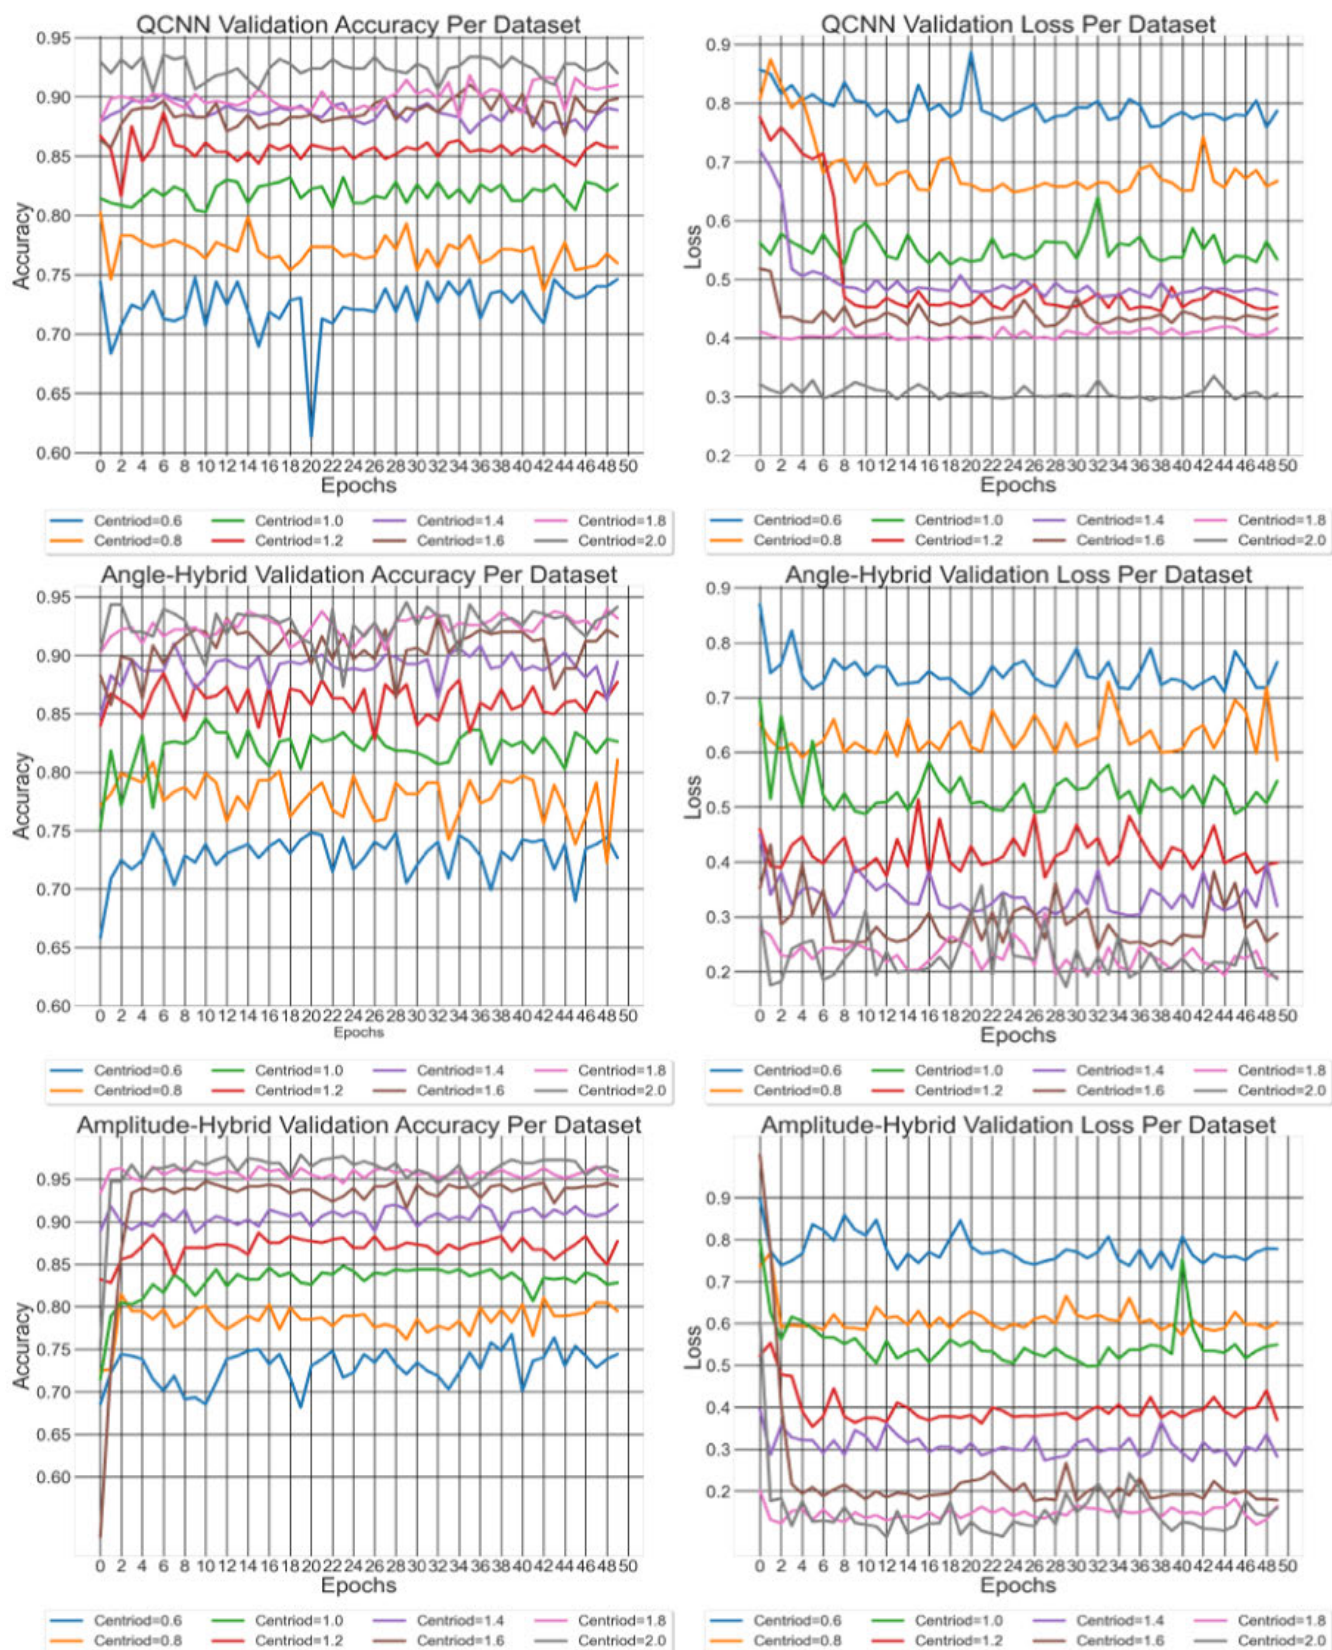 QCNN Validation Accuracy Per Dataset
0.95
0.90
0.85
0.80
0.75
0.70
0.65
0.60
Accuracy
0 2 4 6 8 10 12 14 16 18 20 22 24 26 28 30 32 34 36 38 40 42 44 46 48 50
Epochs
Centriod=0.6 Centriod=1.0 Centriod=1.4 Centriod=1.8
Centriod=0.8 Centriod=1.2 Centriod=1.6 Centriod=2.0
QCNN Validation Loss Per Dataset
0.9
0.8
0.7
0.6
0.5
0.4
0.3
0.2
Loss
0 2 4 6 8 10 12 14 16 18 20 22 24 26 28 30 32 34 36 38 40 42 44 46 48 50
Epochs
Centriod=0.6 Centriod=1.0 Centriod=1.4 Centriod=1.8
Centriod=0.8 Centriod=1.2 Centriod=1.6 Centriod=2.0
Angle-Hybrid Validation Accuracy Per Dataset
0.95
0.90
0.85
0.80
0.75
0.70
0.65
0.60
Accuracy
0 2 4 6 8 10 12 14 16 18 20 22 24 26 28 30 32 34 36 38 40 42 44 46 48 50
Epochs
Centriod=0.6 Centriod=1.0 Centriod=1.4 Centriod=1.8
Centriod=0.8 Centriod=1.2 Centriod=1.6 Centriod=2.0
Angle-Hybrid Validation Loss Per Dataset
0.9
0.8
0.7
0.6
0.5
0.4
0.3
0.2
Loss
0 2 4 6 8 10 12 14 16 18 20 22 24 26 28 30 32 34 36 38 40 42 44 46 48 50
Epochs
Centriod=0.6 Centriod=1.0 Centriod=1.4 Centriod=1.8
Centriod=0.8 Centriod=1.2 Centriod=1.6 Centriod=2.0
Amplitude-Hybrid Validation Accuracy Per Dataset
0.95
0.90
0.85
0.80
0.75
0.70
0.65
0.60
Accuracy
0 2 4 6 8 10 12 14 16 18 20 22 24 26 28 30 32 34 36 38 40 42 44 46 48 50
Epochs
Centriod=0.6 Centriod=1.0 Centriod=1.4 Centriod=1.8
Centriod=0.8 Centriod=1.2 Centriod=1.6 Centriod=2.0
Amplitude-Hybrid Validation Loss Per Dataset
0.9
0.8
0.7
0.6
0.5
0.4
0.3
0.2
Loss
0 2 4 6 8 10 12 14 16 18 20 22 24 26 28 30 32 34 36 38 40 42 44 46 48 50
Epochs
Centriod=0.6 Centriod=1.0 Centriod=1.4 Centriod=1.8
Centriod=0.8 Centriod=1.2 Centriod=1.6 Centriod=2.0